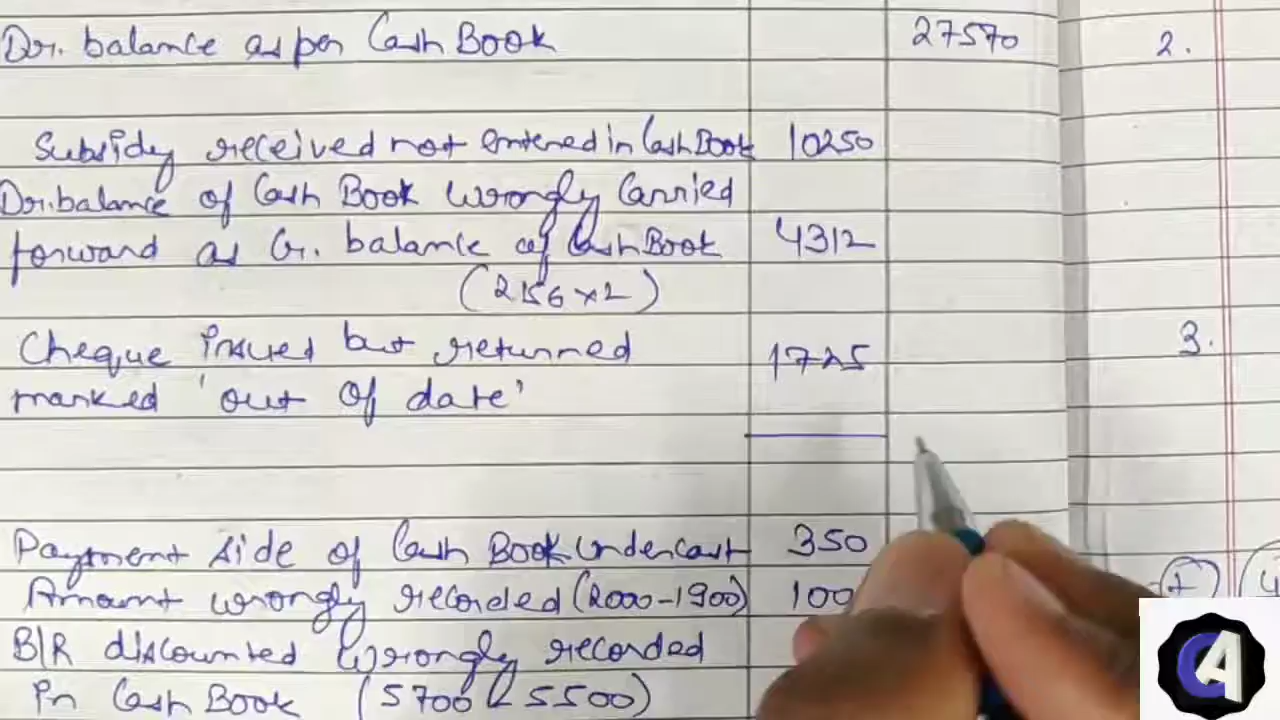 Dr. balance as per Cash Book 27570 2.
Subsidy received not entered in Cash Book 10250
Dr. balance of Cash Book wrongly carried
forward as Cr. balance of Cash Book 4312
(2156 x 2)
Cheque issued but returned 1725 3.
marked 'out of date'
Payment side of Cash Book Undercast 350
Amount wrongly recorded (2000-1900) 100
B/R discounted wrongly recorded
in Cash Book (5700 - 5500)
CA